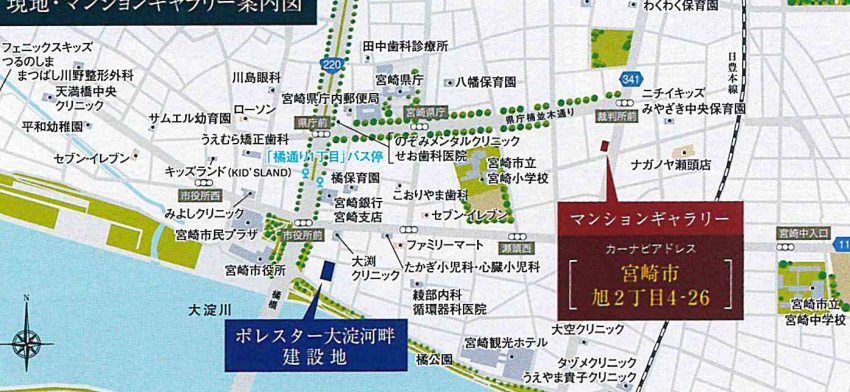 現地・マンションギャラリー案内図
わくわく保育園
フェニックスキッズ
つるのしま
まつばし川野整形外科
天満橋中央
クリニック
平和幼稚園
セブン-イレブン
川島眼科
ローソン
サムエル幼育園
うえむら矯正歯科
キッズランド(KID'SLAND)
市役所西
みよしクリニック
宮崎市民プラザ
宮崎市役所
大淀川
橘橋
N
220
田中歯科診療所
宮崎県庁
宮崎県庁内郵便局
県庁前
宮崎県庁
八幡保育園
県庁楠並木通り
のぞみメンタルクリニック
せお歯科医院
「橘通り1丁目」バス停
橘保育園
宮崎銀行
宮崎支店
こおりやま歯科
セブン-イレブン
宮崎市立
宮崎小学校
市役所前
ファミリーマート
瀬頭西
大渕
クリニック
たかぎ小児科・心臓小児科
綾部内科
循環器科医院
ポレスター大淀河畔
建設地
橘公園
宮崎観光ホテル
大空クリニック
タヅメクリニック
うえやま貴子クリニック
341
日豊本線
ニチイキッズ
みやざき中央保育園
裁判所前
ナガノヤ瀬頭店
マンションギャラリー
カーナビアドレス
宮崎市
旭2丁目4-26
宮崎中入口
11
宮崎市立
宮崎中学校